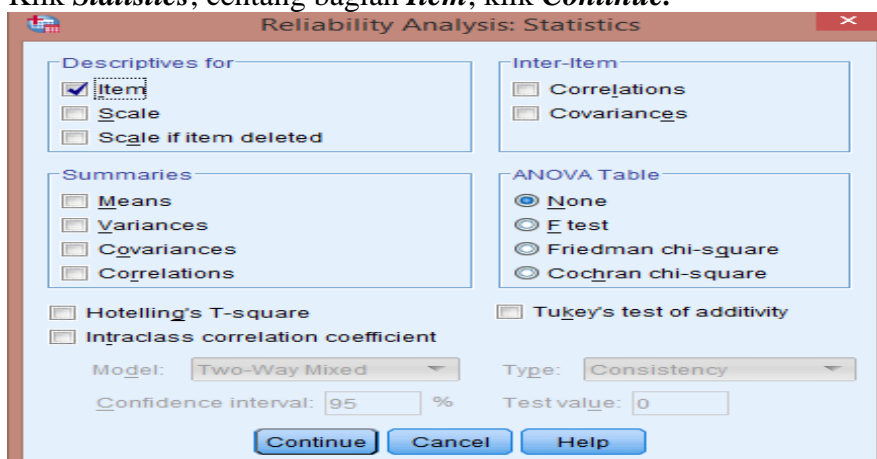 Klik Statistics, centang bagian Item, klik Continue.
Reliability Analysis: Statistics
Descriptives for
Item
Scale
Scale if item deleted
Inter-Item
Correlations
Covariances
Summaries
Means
Variances
Covariances
Correlations
ANOVA Table
None
F test
Friedman chi-square
Cochran chi-square
Hotelling's T-square
Tukey's test of additivity
Intraclass correlation coefficient
Model: Two-Way Mixed
Type: Consistency
Confidence interval: 95 %
Test value: 0
Continue Cancel Help